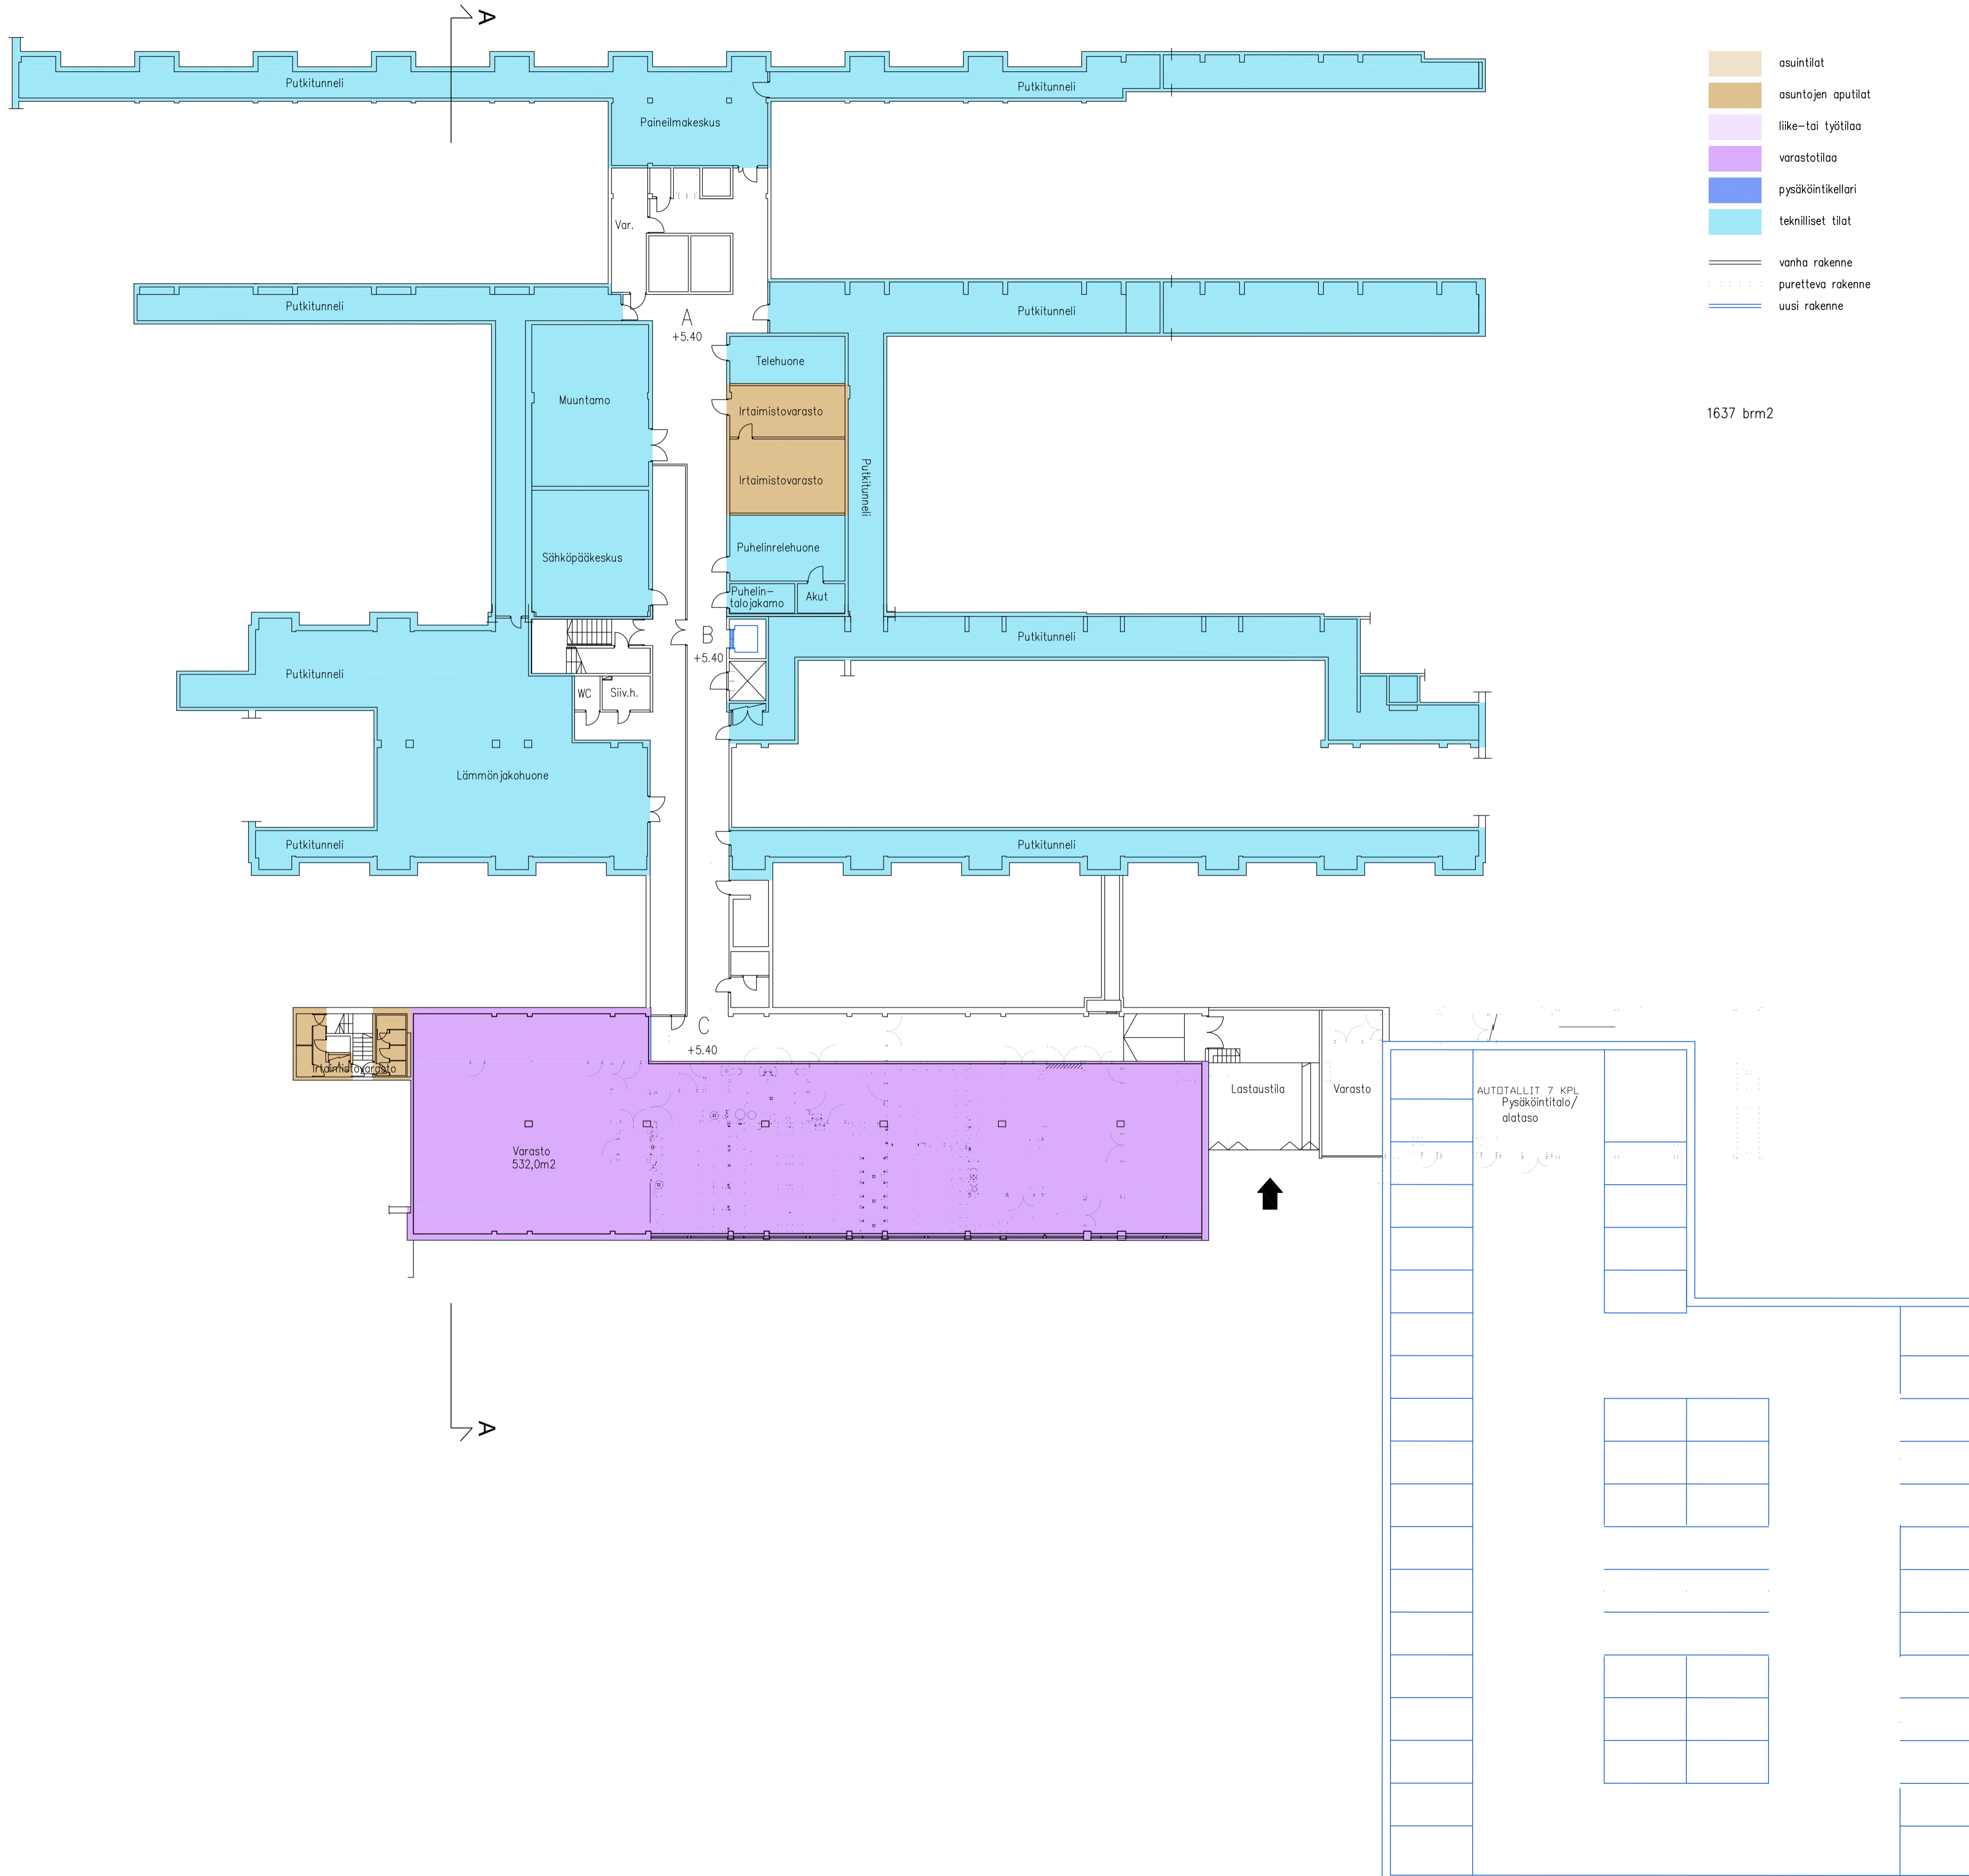 A
Putkitunneli
Putkitunneli
Paineilmakeskus
Var.
Putkitunneli
Putkitunneli
A
+5.40
Telehuone
Muuntamo
Irtaimistovarasto
Irtaimistovarasto
Putkitunneli
Sähköpääkeskus
Puhelinrelehuone
Puhelin-
talojakamo
Akut
B
+5.40
Putkitunneli
Putkitunneli
WC
Siiv.h.
Lämmönjakohuone
Putkitunneli
Putkitunneli
C
+5.40
Irtaimistovarasto
Varasto
532,0m2
Lastaustila
Varasto
AUTOTALLIT 7 KPL
Pysäköintitalo/
alataso
A
asuintilat
asuntojen aputilat
liike-tai työtilaa
varastotilaa
pysäköintikellari
teknilliset tilat
vanha rakenne
puretteva rakenne
uusi rakenne
1637 brm2